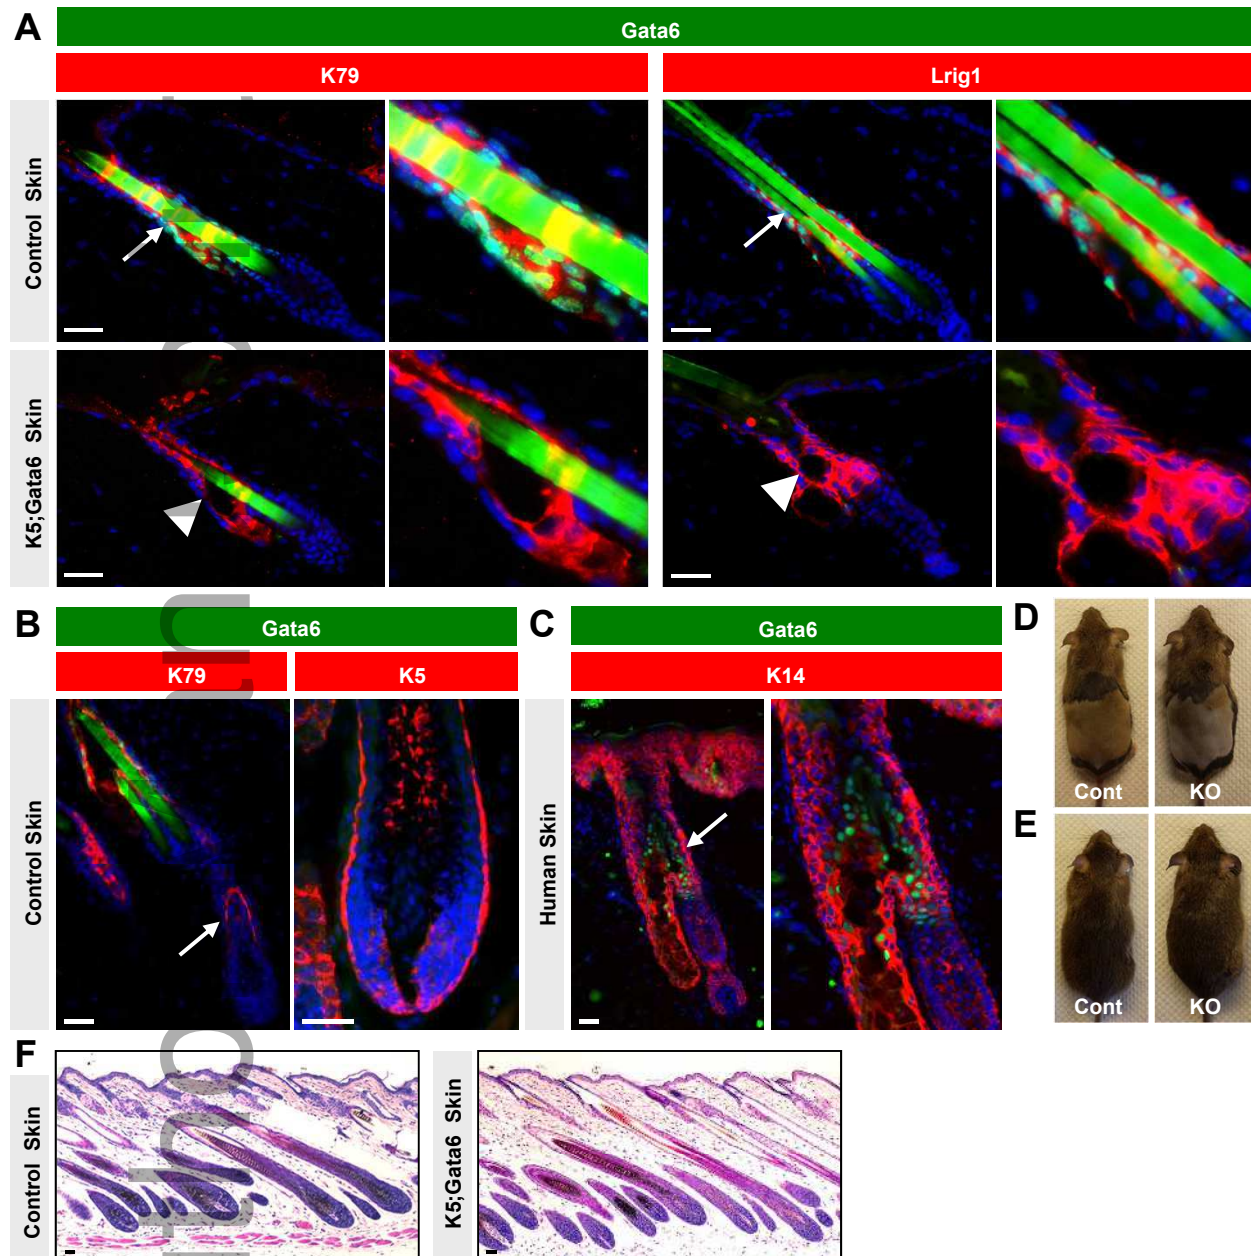 A
Gata6
K79
Lrig1
Control Skin
K5;Gata6 Skin
B
Gata6
K79
K5
Control Skin
C
Gata6
K14
Human Skin
D
Cont
KO
E
Cont
KO
F
Control Skin
K5;Gata6 Skin